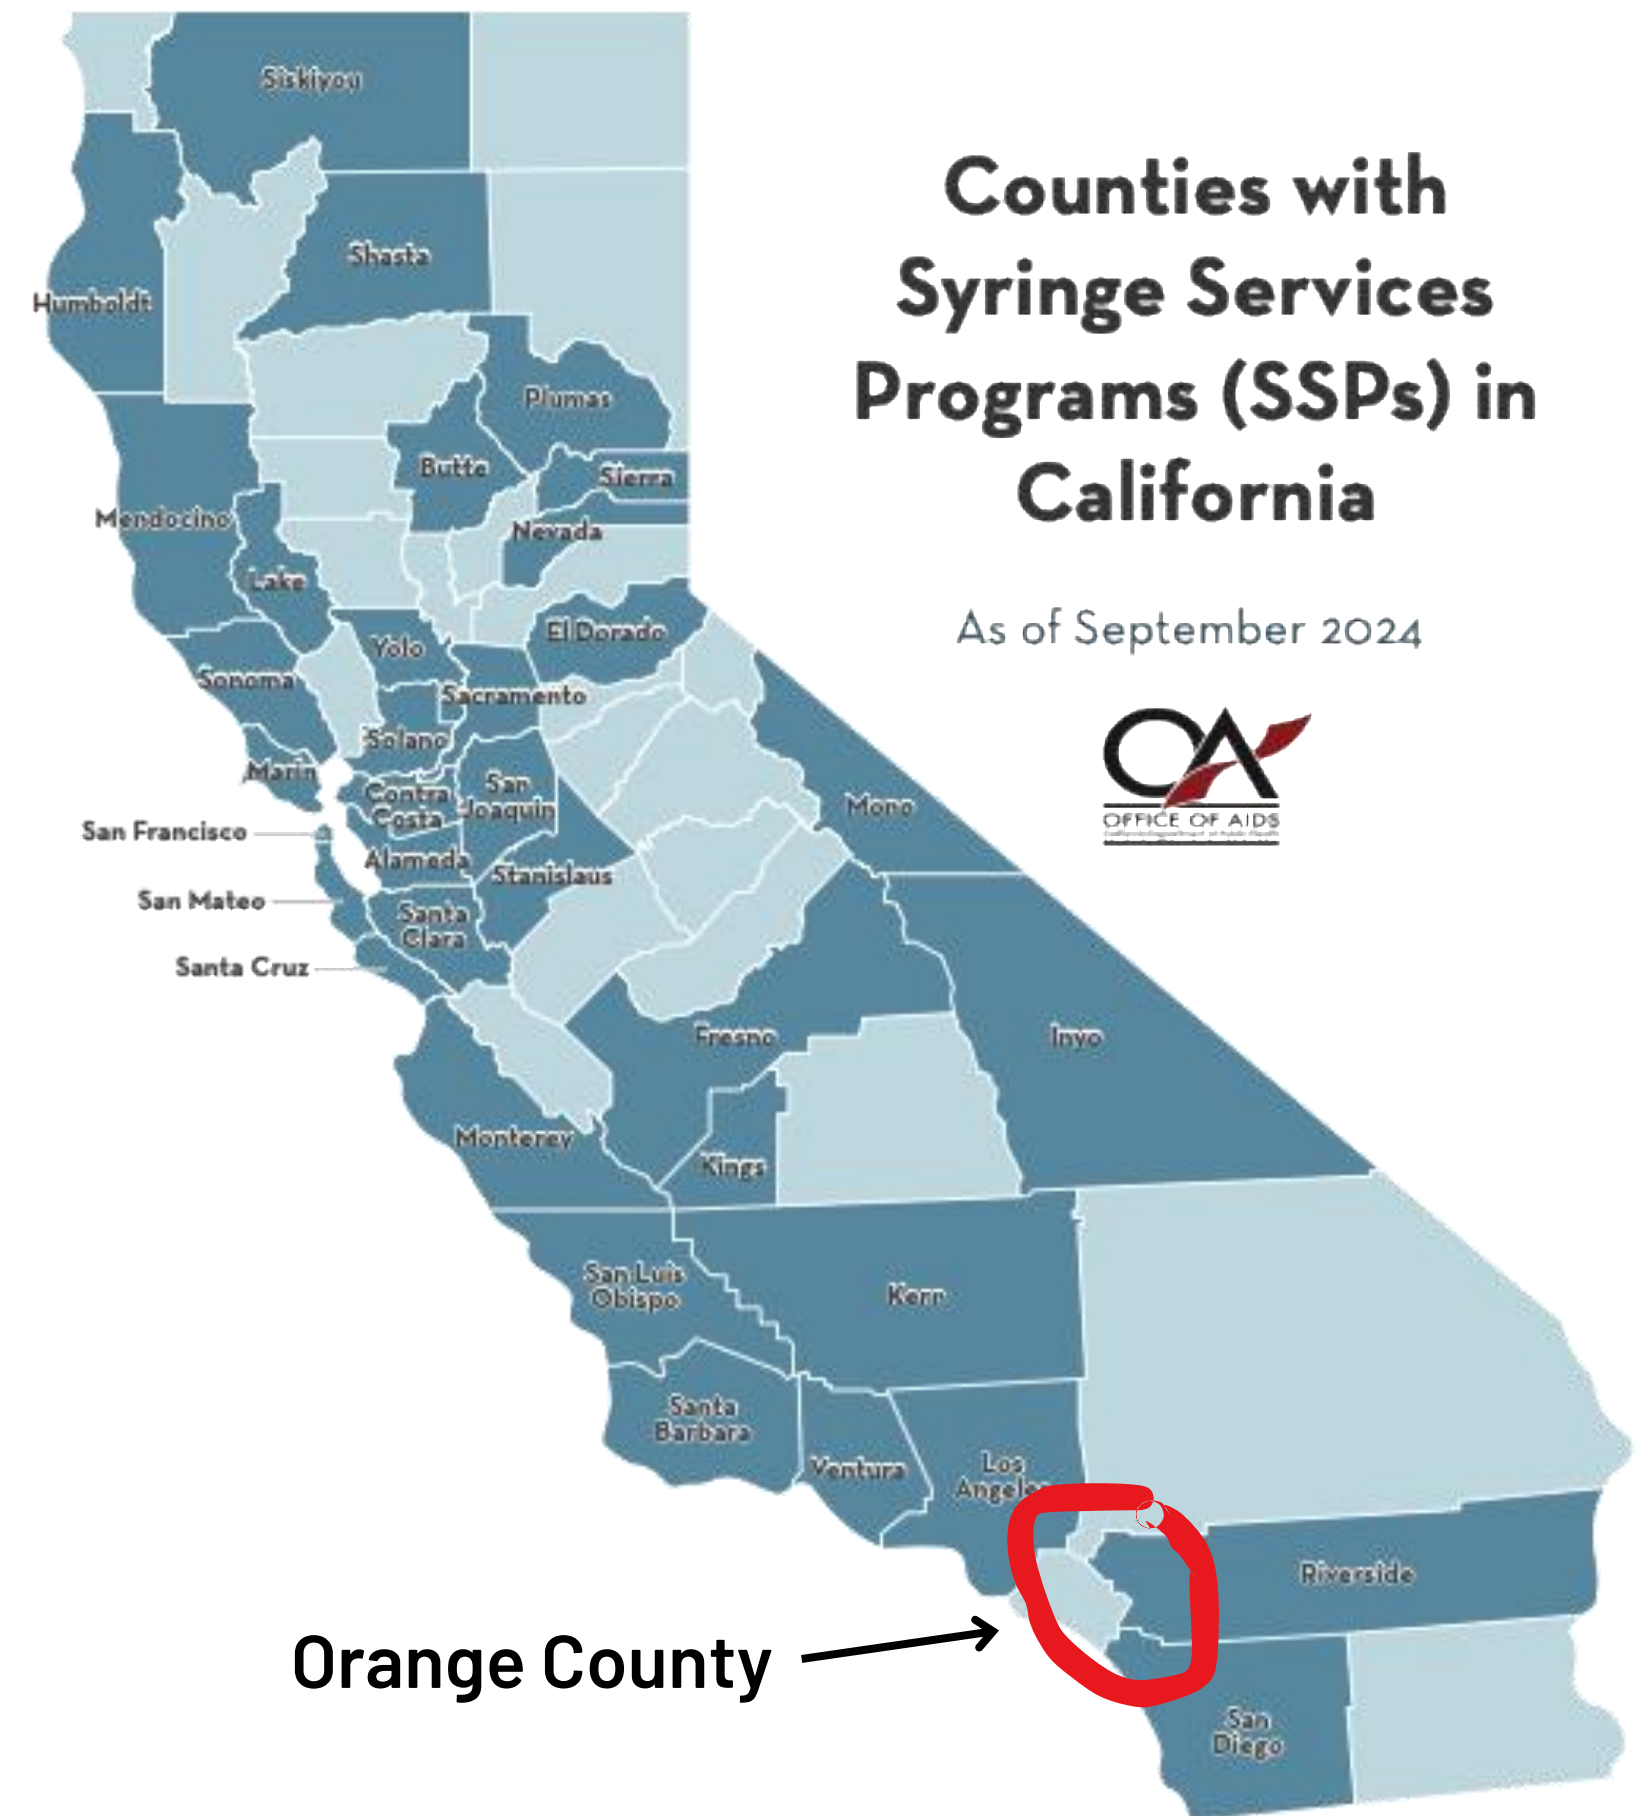 Siskiyou
Counties with
Syringe Services
Programs (SSPs) in
California
As of September 2024
OA
OFFICE OF AIDS
Shasta
Humboldt
Plumas
Butte
Sierra
Mendocino
Nevada
Lake
El Dorado
Yolo
Sonoma
Sacramento
Solano
Marin
Contra
Costa
San
Joaquin
Mono
San Francisco
Alameda
Stanislaus
San Mateo
Santa
Clara
Santa Cruz
Fresno
Inyo
Monterey
Kings
San Luis
Obispo
Kern
Santa
Barbara
Ventura
Los
Angeles
Riverside
Orange County
San
Diego